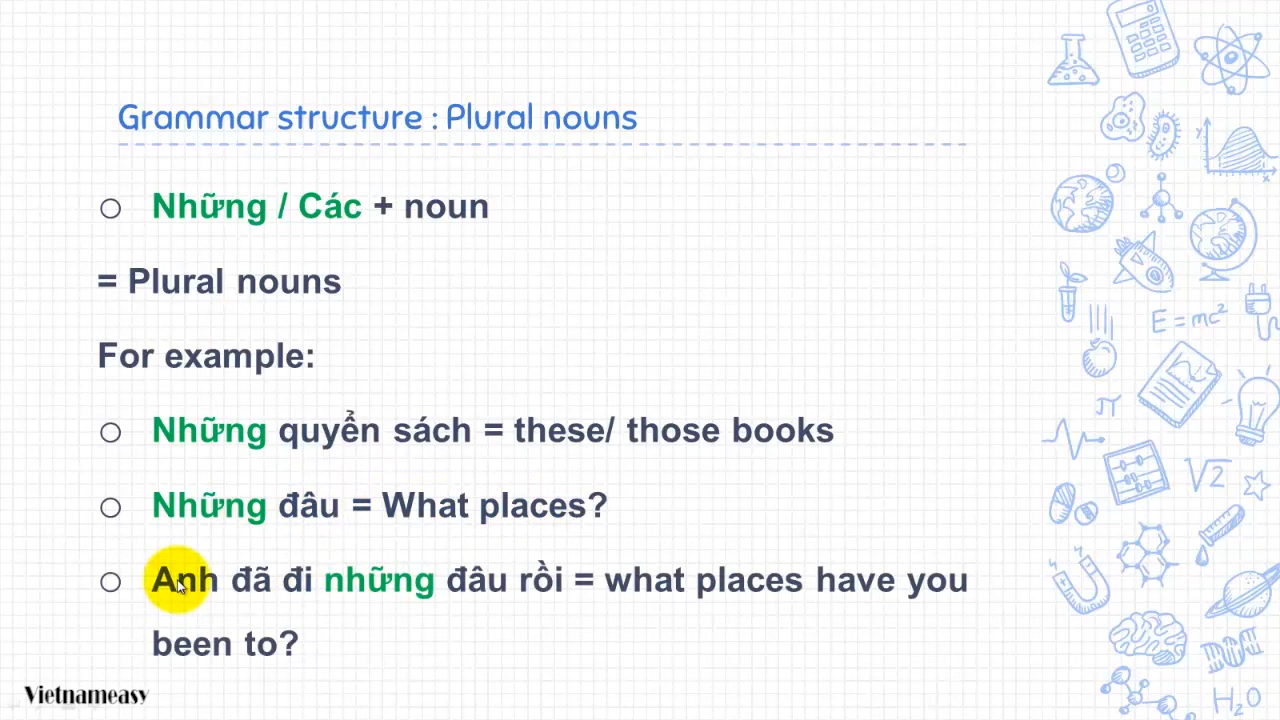 Grammar structure : Plural nouns
Những / Các + noun
= Plural nouns
For example:
Những quyển sách = these/ those books
Những đâu = What places?
Anh đã đi những đâu rồi = what places have you
been to?
Vietnameasy
y
x
E = mc²
π
√2
H₂O